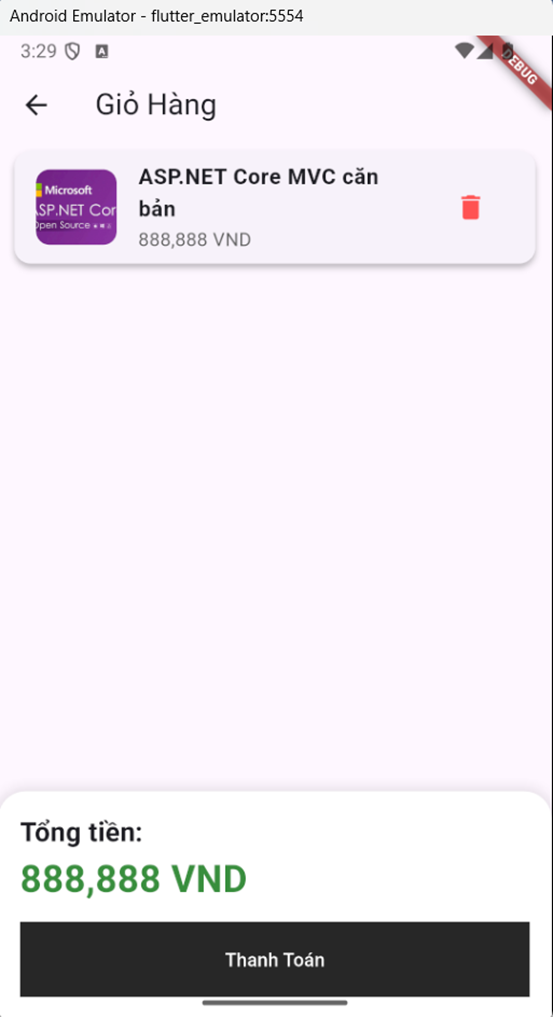 Android Emulator - flutter_emulator:5554
3:29
DEBUG
Giỏ Hàng
Microsoft
ASP.NET Cor
Open Source
ASP.NET Core MVC căn
bản
888,888 VND
Tổng tiền:
888,888 VND
Thanh Toán